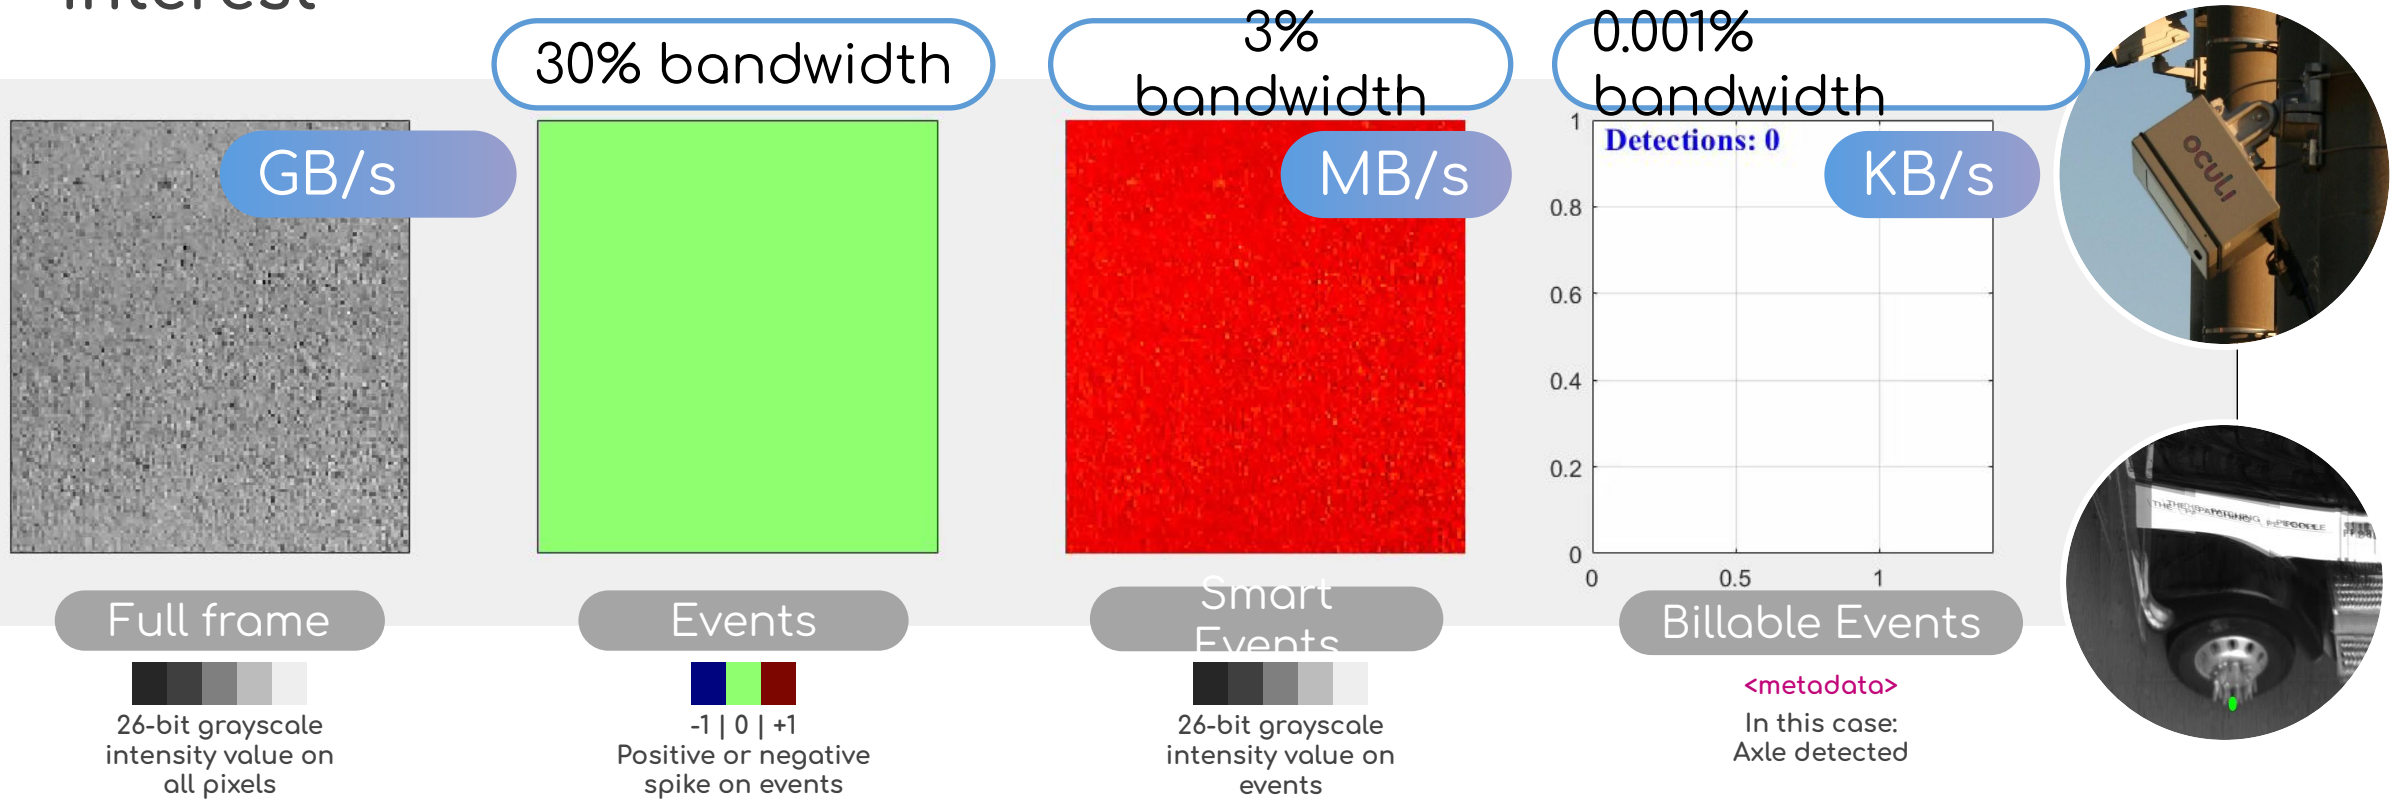 interest
30% bandwidth
3%
bandwidth
0.001%
bandwidth
GB/s
MB/s
KB/s
Detections: 0
1
0.8
0.6
0.4
0.2
0
0
0.5
1
OCULI
Full frame
Events
Smart
Events
Billable Events
26-bit grayscale
intensity value on
all pixels
-1 | 0 | +1
Positive or negative
spike on events
26-bit grayscale
intensity value on
events
<metadata>
In this case:
Axle detected